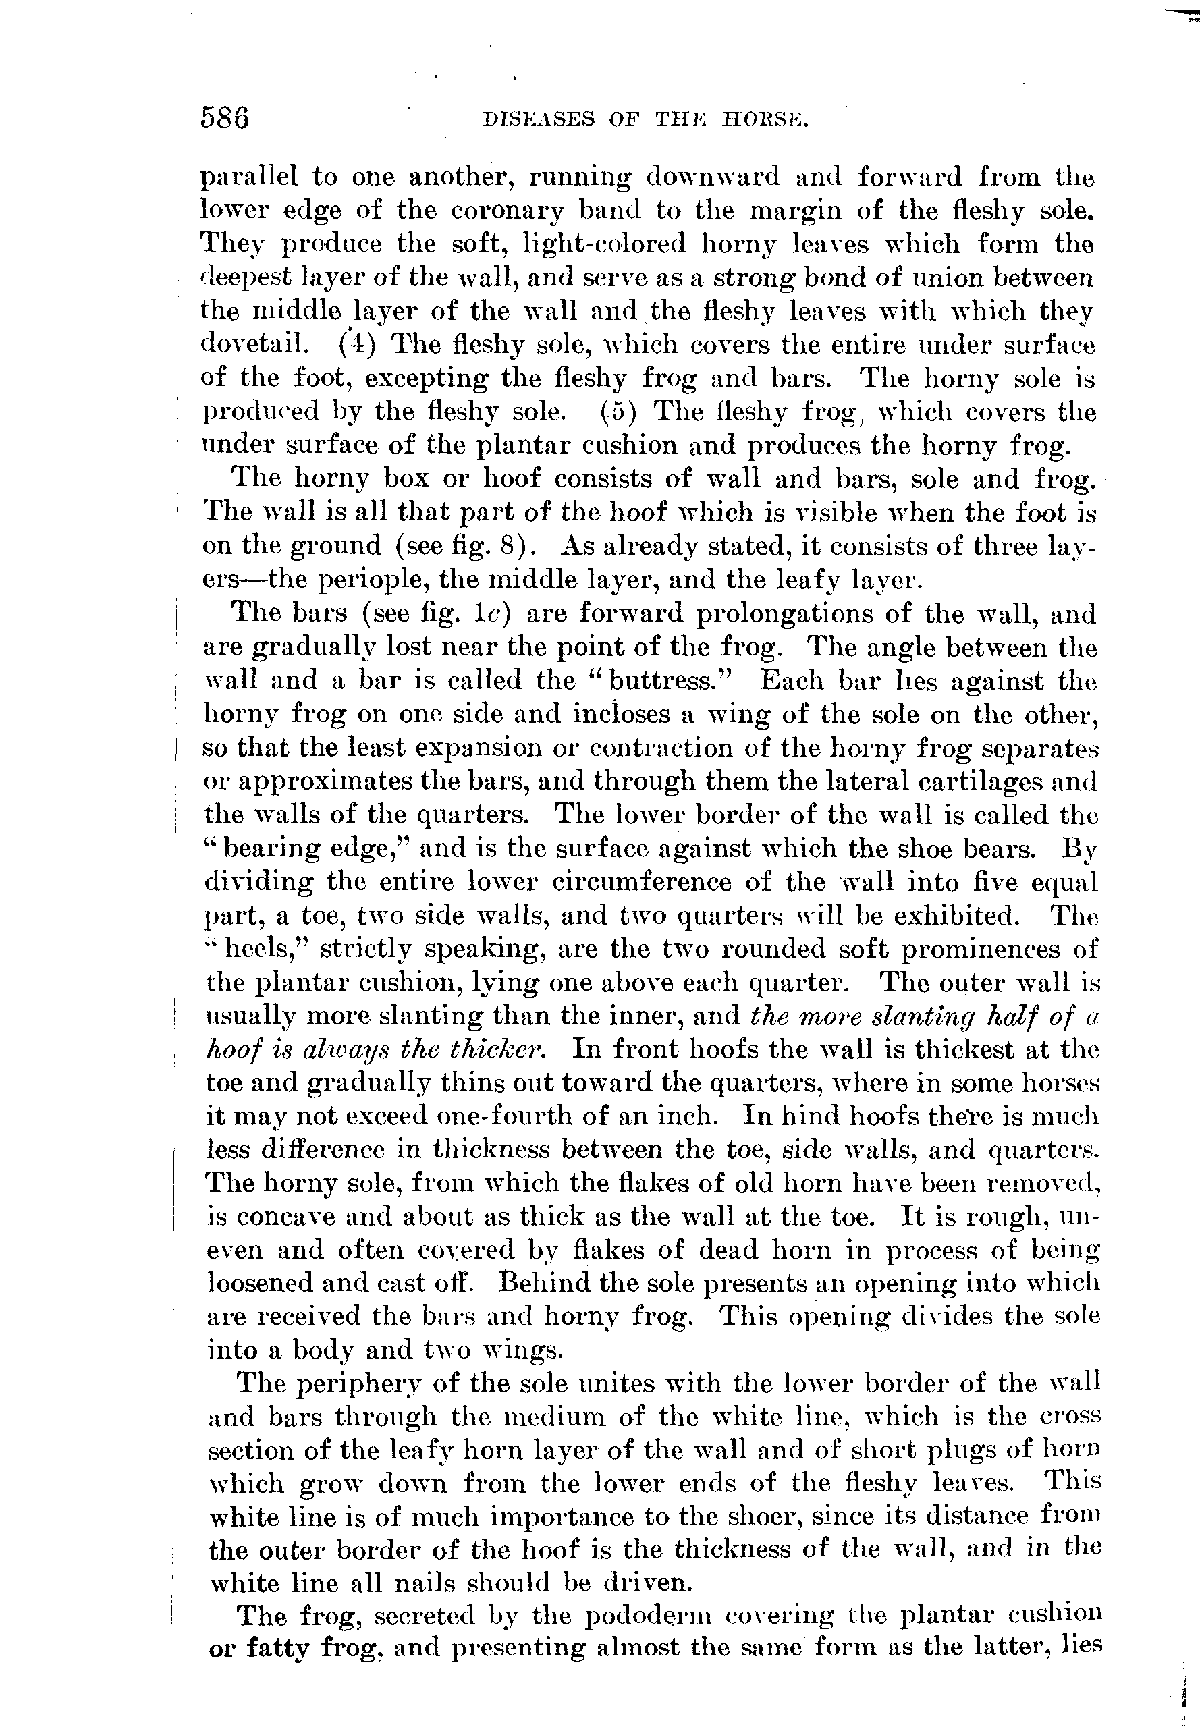 586 DISEASES OF THE HORSE.
parallel to one another, running downward and forward from the
lower edge of the coronary band to the margin of the fleshy sole.
They produce the soft, light-colored horny leaves which form the
deepest layer of the wall, and serve as a strong bond of union between
the middle layer of the wall and the fleshy leaves with which they
dovetail. (4) The fleshy sole, which covers the entire under surface
of the foot, excepting the fleshy frog and bars. The horny sole is
produced by the fleshy sole. (5) The fleshy frog, which covers the
under surface of the plantar cushion and produces the horny frog.
The horny box or hoof consists of wall and bars, sole and frog.
The wall is all that part of the hoof which is visible when the foot is
on the ground (see fig. 8). As already stated, it consists of three lay-
ers—the periople, the middle layer, and the leafy layer.
The bars (see fig. 1c) are forward prolongations of the wall, and
are gradually lost near the point of the frog. The angle between the
wall and a bar is called the "buttress." Each bar lies against the
horny frog on one side and incloses a wing of the sole on the other,
so that the least expansion or contraction of the horny frog separates
or approximates the bars, and through them the lateral cartilages and
the walls of the quarters. The lower border of the wall is called the
"bearing edge," and is the surface against which the shoe bears. By
dividing the entire lower circumference of the wall into five equal
part, a toe, two side walls, and two quarters will be exhibited. The
"heels," strictly speaking, are the two rounded soft prominences of
the plantar cushion, lying one above each quarter. The outer wall is
usually more slanting than the inner, and the more slanting half of a
hoof is always the thicker. In front hoofs the wall is thickest at the
toe and gradually thins out toward the quarters, where in some horses
it may not exceed one-fourth of an inch. In hind hoofs there is much
less difference in thickness between the toe, side walls, and quarters.
The horny sole, from which the flakes of old horn have been removed,
is concave and about as thick as the wall at the toe. It is rough, un-
even and often covered by flakes of dead horn in process of being
loosened and cast off. Behind the sole presents an opening into which
are received the bars and horny frog. This opening divides the sole
into a body and two wings.
The periphery of the sole unites with the lower border of the wall
and bars through the medium of the white line, which is the cross
section of the leafy horn layer of the wall and of short plugs of horn
which grow down from the lower ends of the fleshy leaves. This
white line is of much importance to the shoer, since its distance from
the outer border of the hoof is the thickness of the wall, and in the
white line all nails should be driven.
The frog, secreted by the pododerm covering the plantar cushion
or fatty frog, and presenting almost the same form as the latter, lies